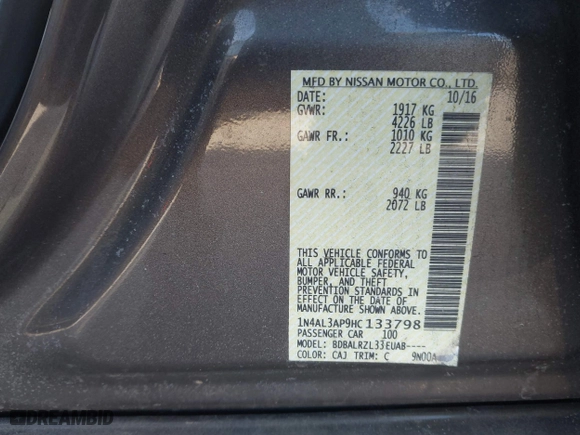 MFD BY NISSAN MOTOR CO., LTD.
DATE: 10/16
GVWR: 1917 KG
4226 LB
GAWR FR.: 1010 KG
2227 LB
GAWR RR.: 940 KG
2072 LB
THIS VEHICLE CONFORMS TO
ALL APPLICABLE FEDERAL
MOTOR VEHICLE SAFETY,
BUMPER, AND THEFT
PREVENTION STANDARDS IN
EFFECT ON THE DATE OF
MANUFACTURE SHOWN ABOVE.
1N4AL3AP9HC133798
PASSENGER CAR 100
MODEL: BDBALRZL33EUAB----
COLOR: CAJ TRIM: C 9N00A
© DREAMBID